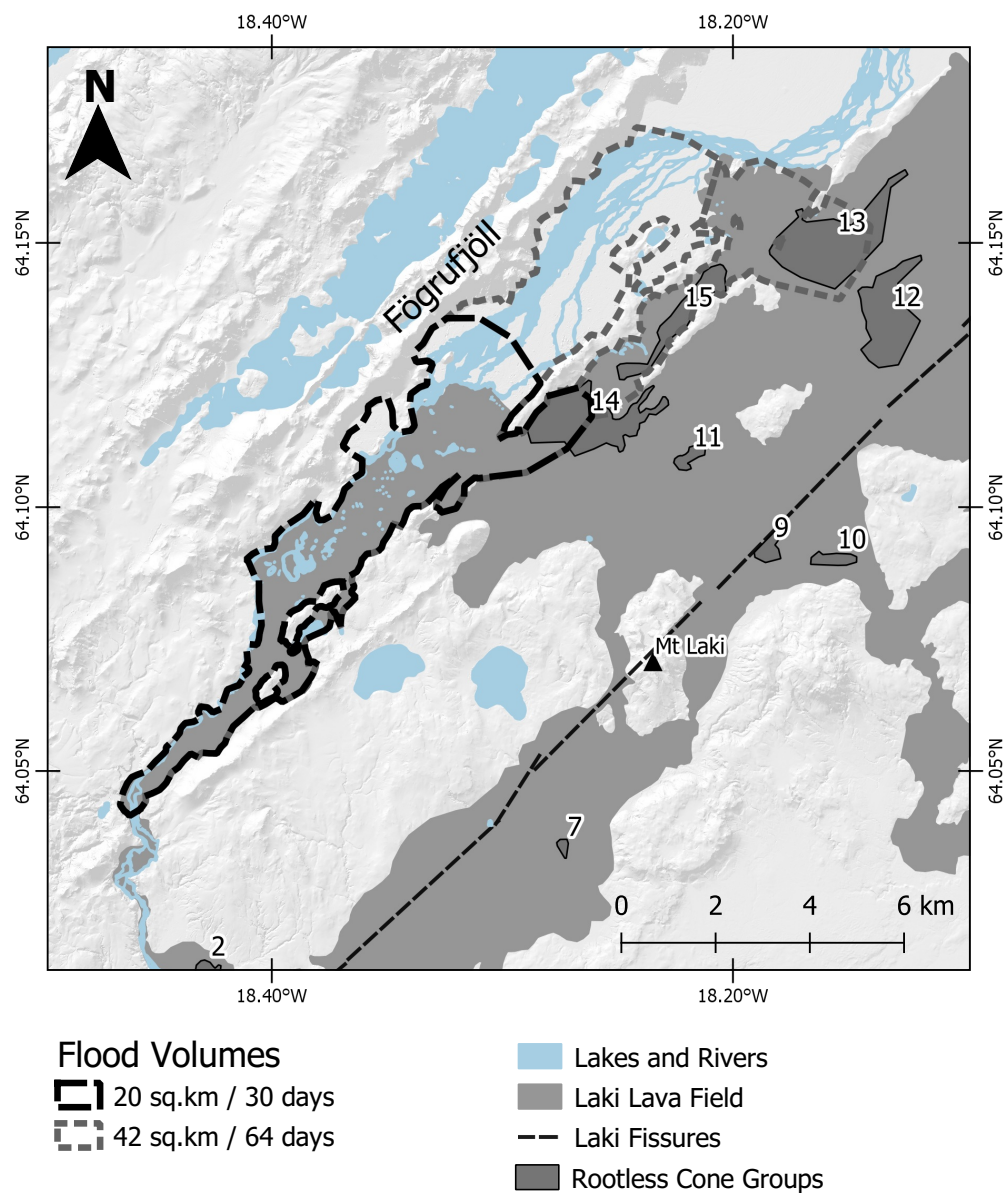 18.40°W
18.20°W
N
Fögrufjöll
64.15°N
64.15°N
13
12
15
14
11
64.10°N
64.10°N
9
10
Mt Laki
64.05°N
64.05°N
7
0 2 4 6 km
2
18.40°W
18.20°W
Flood Volumes
20 sq.km / 30 days
42 sq.km / 64 days
Lakes and Rivers
Laki Lava Field
Laki Fissures
Rootless Cone Groups